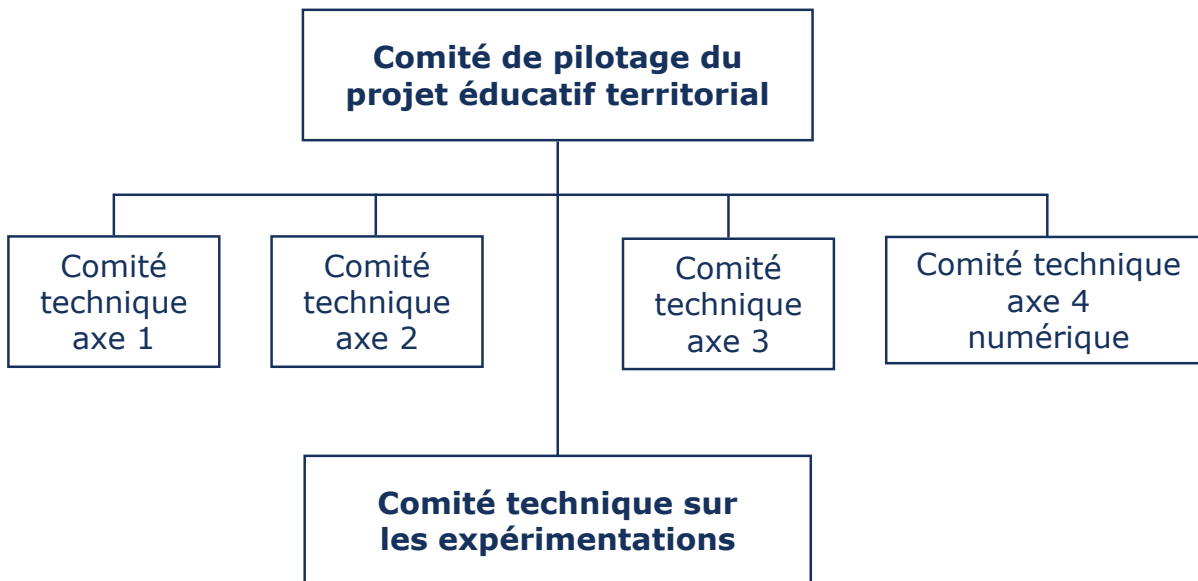 Comité de pilotage du
projet éducatif territorial
Comité
technique
axe 1
Comité
technique
axe 2
Comité
technique
axe 3
Comité technique
axe 4
numérique
Comité technique sur
les expérimentations